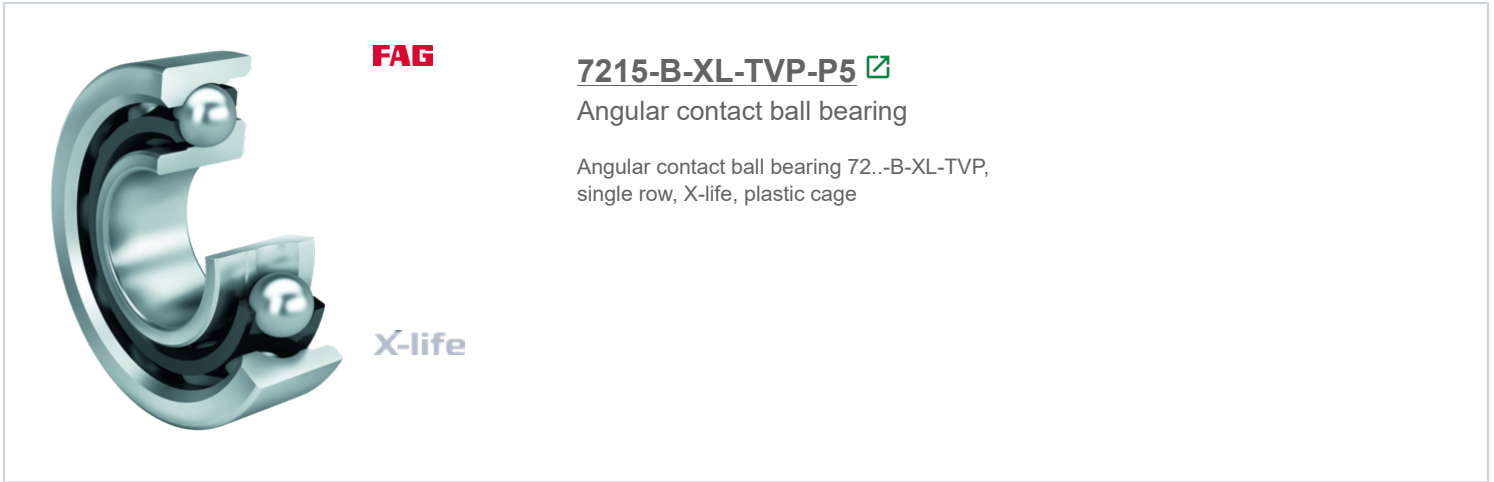 FAG
7215-B-XL-TVP-P5
Angular contact ball bearing
Angular contact ball bearing 72..-B-XL-TVP,
single row, X-life, plastic cage
X-life